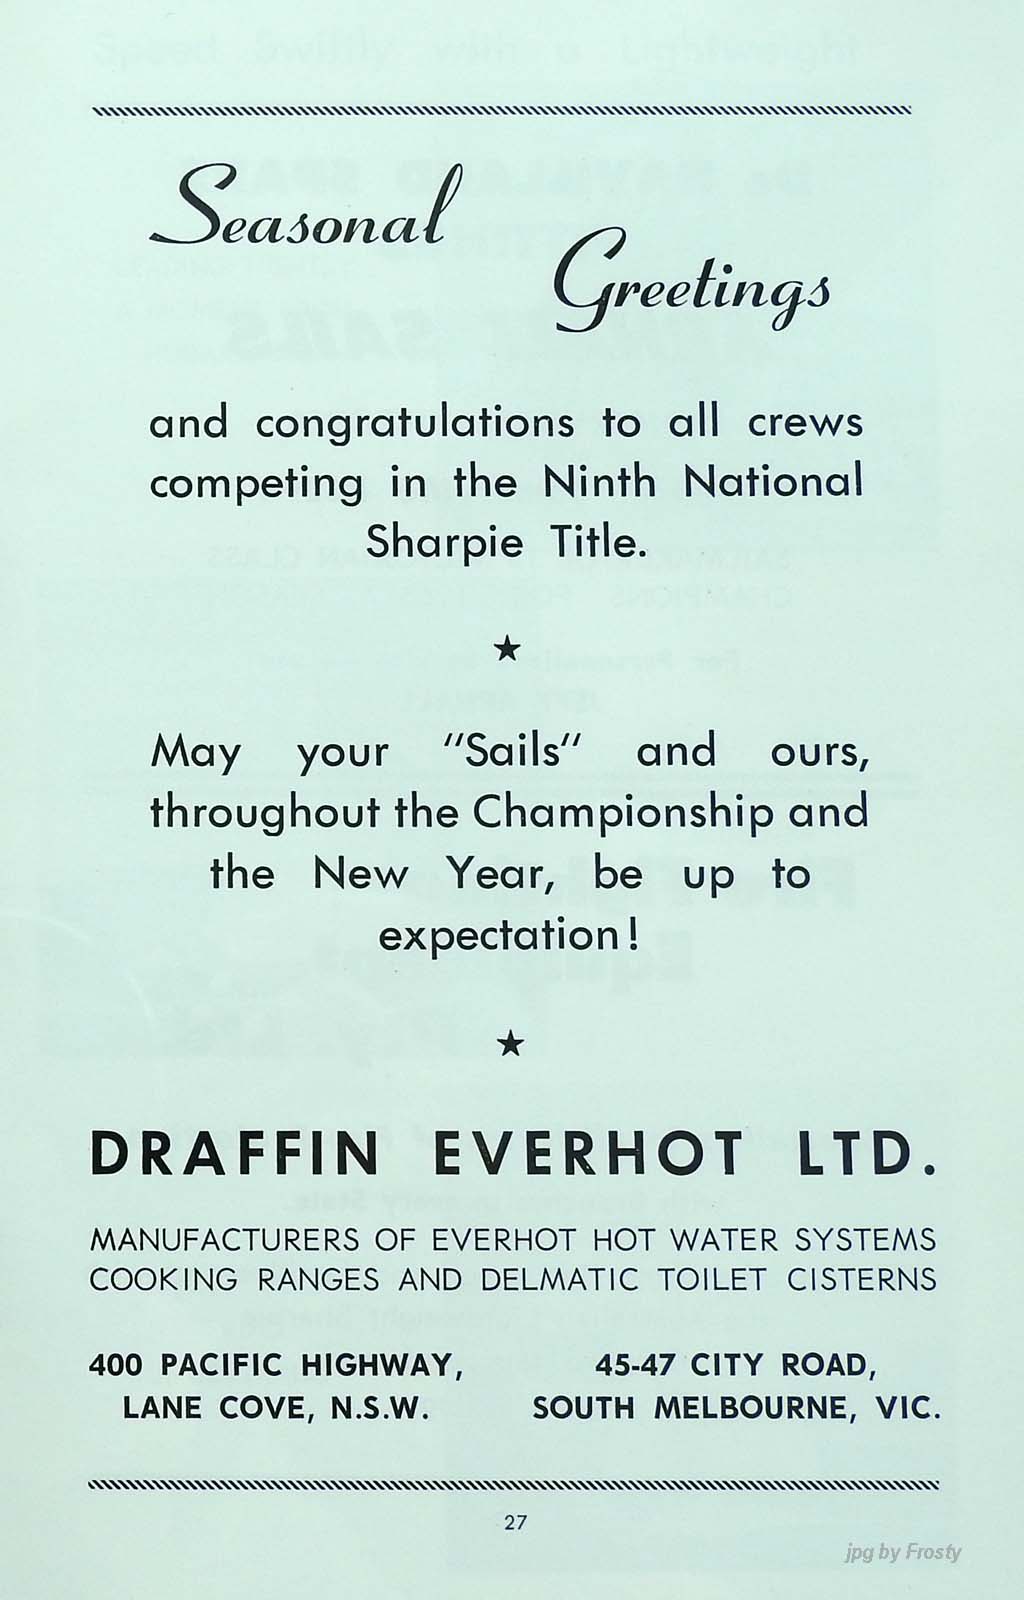 Seasonal
Greetings
and congratulations to all crews
competing in the Ninth National
Sharpie Title.
★
May your "Sails" and ours,
throughout the Championship and
the New Year, be up to
expectation!
★
DRAFFIN EVERHOT LTD.
MANUFACTURERS OF EVERHOT HOT WATER SYSTEMS
COOKING RANGES AND DELMATIC TOILET CISTERNS
400 PACIFIC HIGHWAY,
LANE COVE, N.S.W.
45-47 CITY ROAD,
SOUTH MELBOURNE, VIC.
27
jpg by Frosty